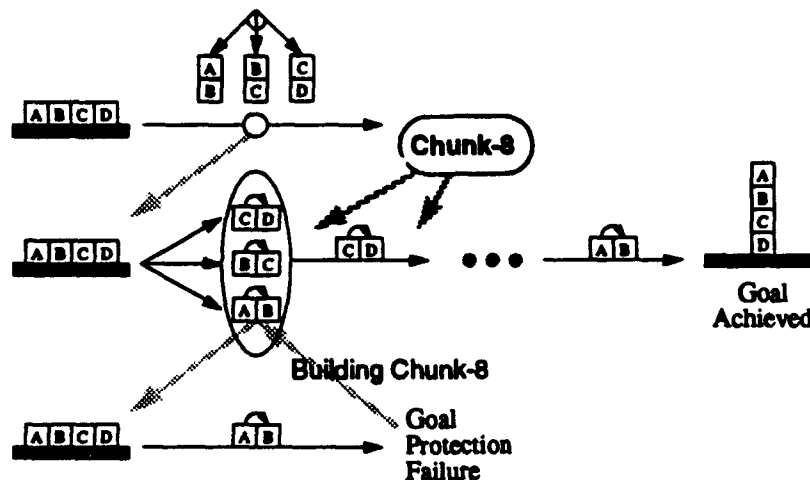 A B C
B C D
A B C D
Chunk-8
C D
A B C D
B C
C D
A B
A B
A
B
C
D
Goal
Achieved
Building Chunk-8
A B C D
A B
Goal
Protection
Failure